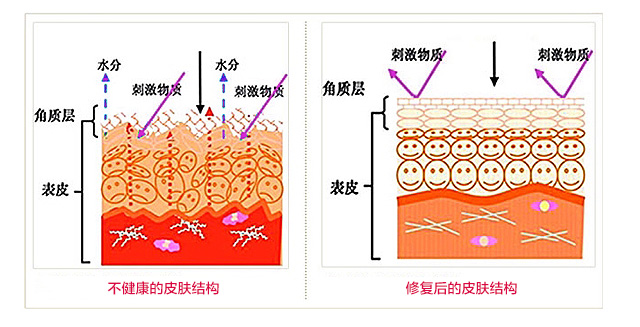 水分
刺激物质
水分
刺激物质
角质层
表皮
不健康的皮肤结构
刺激物质
刺激物质
角质层
表皮
修复后的皮肤结构